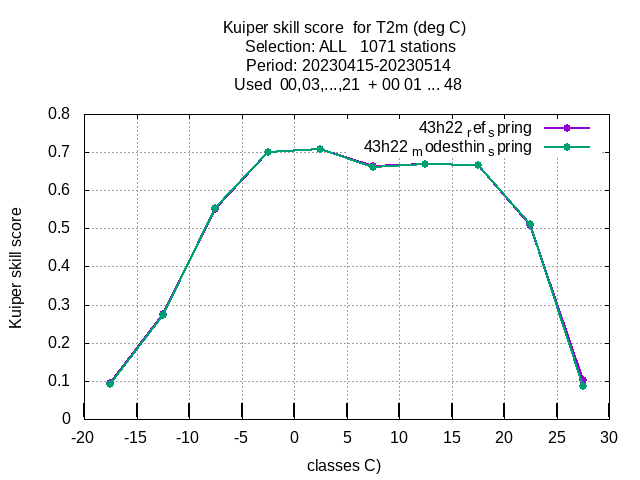 Kuiper skill score  for T2m (deg C)
Selection: ALL   1071 stations
Period: 20230415-20230514
Used  00,03,...,21  + 00 01 ... 48
0.8
43h22 ref spring
0.7
43h22 modesthin spring
0.6
0.5
0.4
0.3
0.2
0.1
0
Kuiper skill score
-20 -15 -10 -5 0 5 10 15 20 25 30
classes C)